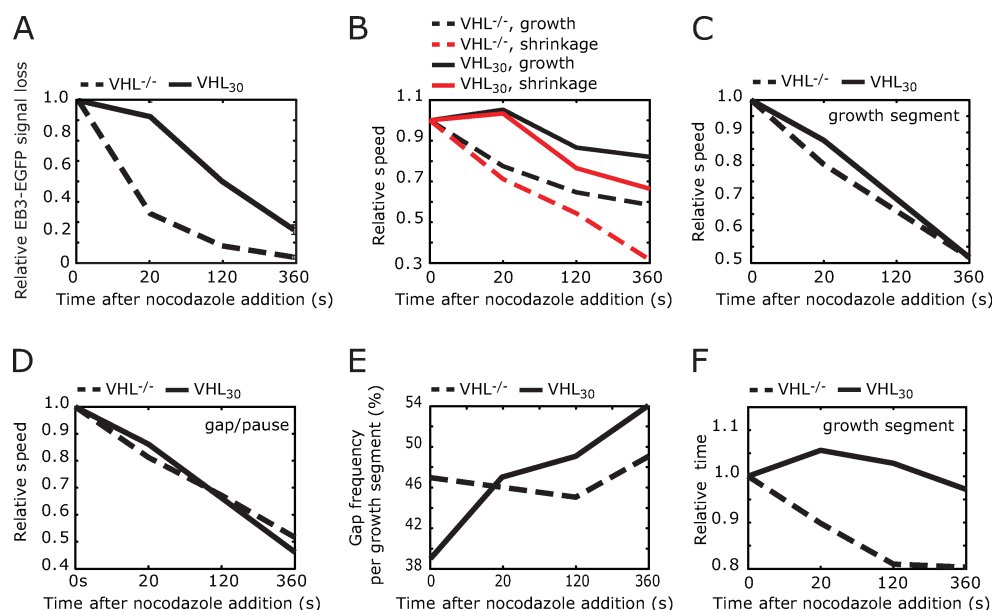 A
VHL-/- VHL30
Relative EB3-EGFP signal loss
1.0
0.8
0.6
0.4
0.2
0
0 20 120 360
Time after nocodazole addition (s)
B
VHL-/-, growth
VHL-/-, shrinkage
VHL30, growth
VHL30, shrinkage
Relative speed
1.1
0.9
0.7
0.5
0.3
0 20 120 360
Time after nocodazole addition (s)
C
VHL-/- VHL30
growth segment
Relative speed
1.0
0.9
0.8
0.7
0.6
0.5
0 20 120 360
Time after nocodazole addition (s)
D
VHL-/- VHL30
gap/pause
Relative speed
1.0
0.9
0.8
0.7
0.6
0.5
0.4
0s 20 120 360
Time after nocodazole addition (s)
E
VHL-/- VHL30
Gap frequency
per growth segment (%)
54
50
46
42
38
0 20 120 360
Time after nocodazole addition (s)
F
VHL-/- VHL30
growth segment
Relative time
1.1
1.0
0.9
0.8
0 20 120 360
Time after nocodazole addition (s)